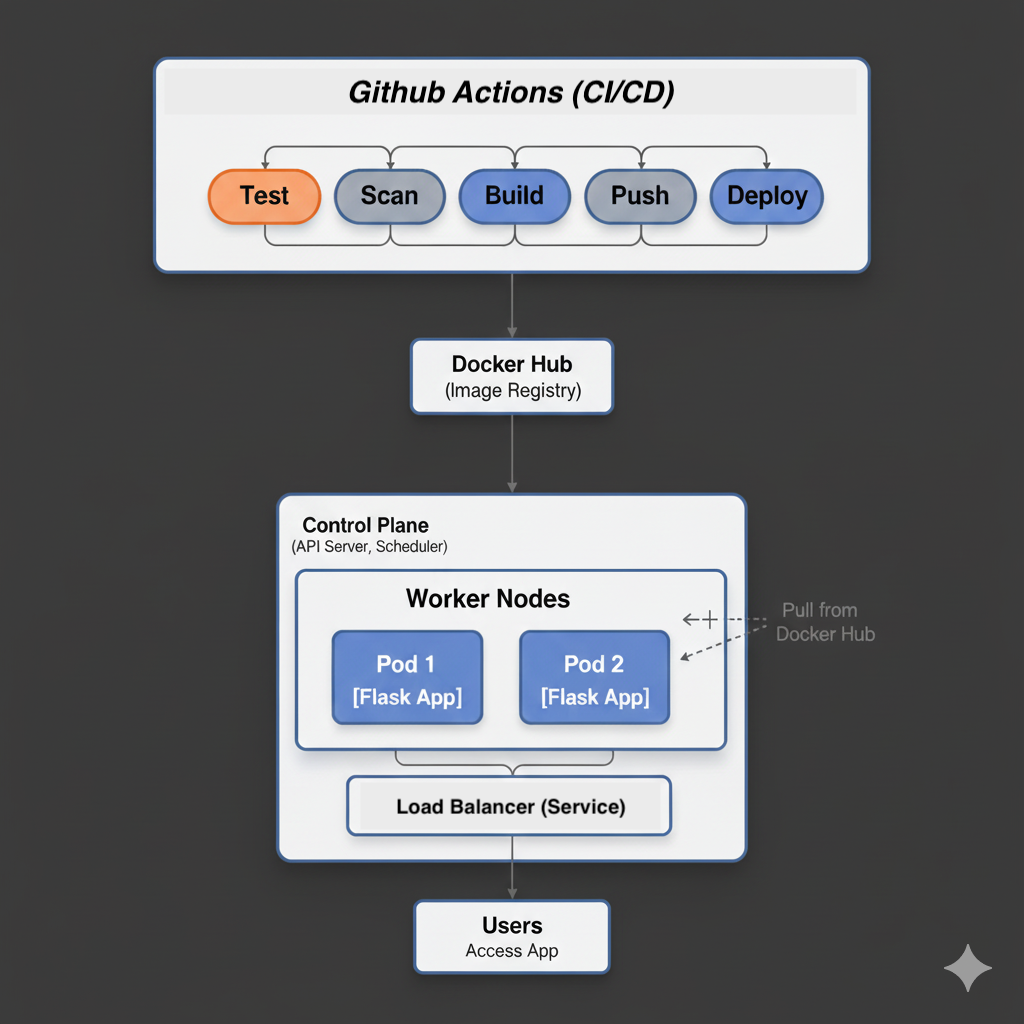 Github Actions (CI/CD)
Test
Scan
Build
Push
Deploy
Docker Hub
(Image Registry)
Control Plane
(API Server, Scheduler)
Worker Nodes
Pod 1
[Flask App]
Pod 2
[Flask App]
Pull from
Docker Hub
Load Balancer (Service)
Users
Access App